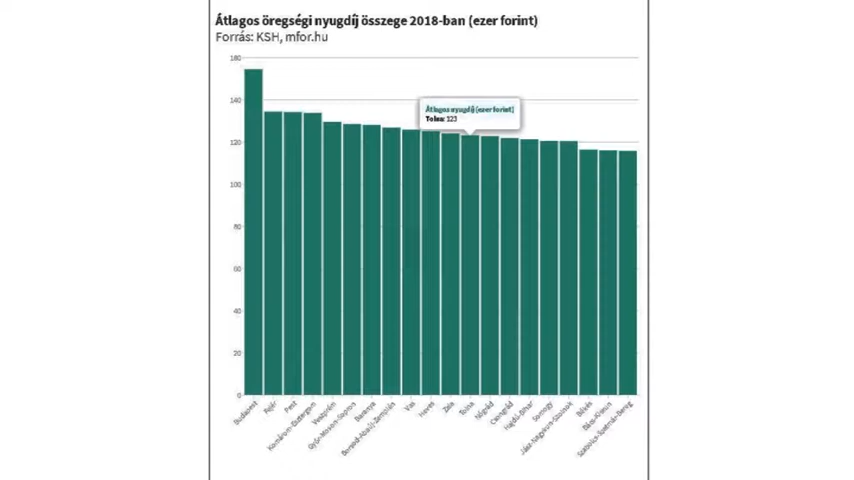 Átlagos öregségi nyugdíj összege 2018-ban (ezer forint)
Forrás: KSH, mfor.hu
180
140
Átlagos nyugdíj (ezer forint)
Tolna: 123
120
100
80
60
40
20
0
Budapest
Fejér
Pest
Komárom-Esztergom
Veszprém
Győr-Moson-Sopron
Baranya
Borsod-Abaúj-Zemplén
Vas
Heves
Zala
Tolna
Nógrád
Csongrád
Hajdú-Bihar
Somogy
Jász-Nagykun-Szolnok
Békés
Bács-Kiskun
Szabolcs-Szatmár-Bereg